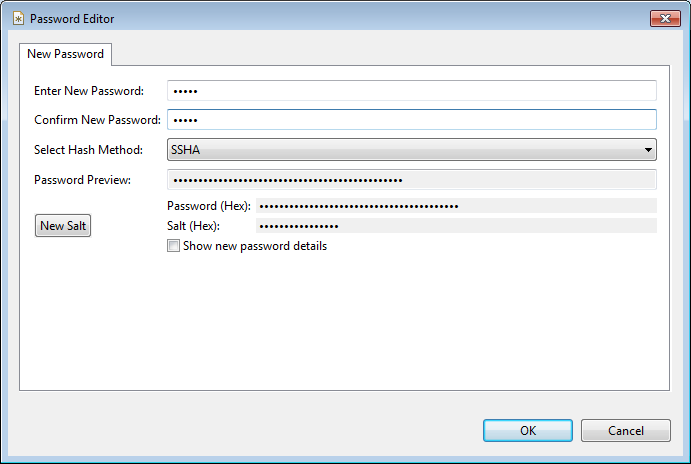 Password Editor
New Password
Enter New Password: •••••
Confirm New Password: •••••
Select Hash Method: SSHA
Password Preview: ••••••••••••••••••••••••••••••••••••••••••••••
Password (Hex): ••••••••••••••••••••••••••••••••••••••••
New Salt
Salt (Hex): ••••••••••••••••
Show new password details
OK Cancel